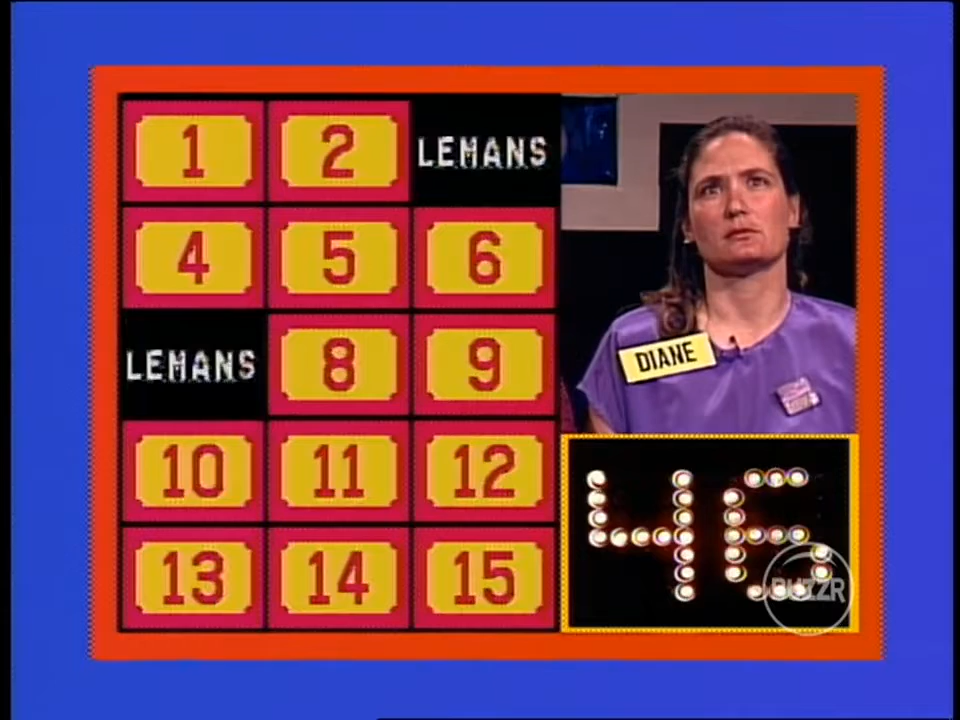 1 2 LEMANS
4 5 6
LEMANS 8 9
10 11 12
13 14 15
DIANE
46
BUZZR